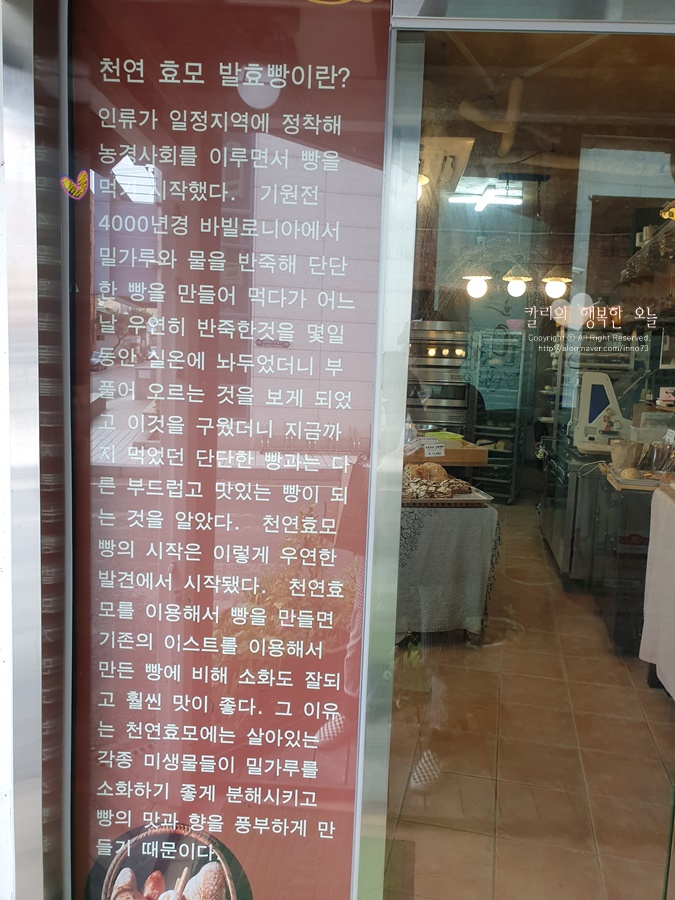 천연 효모 발효빵이란?
인류가 일정지역에 정착해
농경사회를 이루면서 빵을
먹기 시작했다. 기원전
4000년경 바빌로니아에서
밀가루와 물을 반죽해 단단
한 빵을 만들어 먹다가 어느
날 우연히 반죽한것을 몇일
동안 실온에 놔두었더니 부
풀어 오르는 것을 보게 되었
고 이것을 구웠더니 지금까
지 먹었던 단단한 빵과는 다
른 부드럽고 맛있는 빵이 되
는 것을 알았다. 천연효모
빵의 시작은 이렇게 우연한
발견에서 시작됐다. 천연효
모를 이용해서 빵을 만들면
기존의 이스트를 이용해서
만든 빵에 비해 소화도 잘되
고 훨씬 맛이 좋다. 그 이유
는 천연효모에는 살아있는
각종 미생물들이 밀가루를
소화하기 좋게 분해시키고
빵의 맛과 향을 풍부하게 만
들기 때문이다.
칼리의 행복한 오늘
Copyright ⓒ All Right Reserved.
http://blog.naver.com/inno73